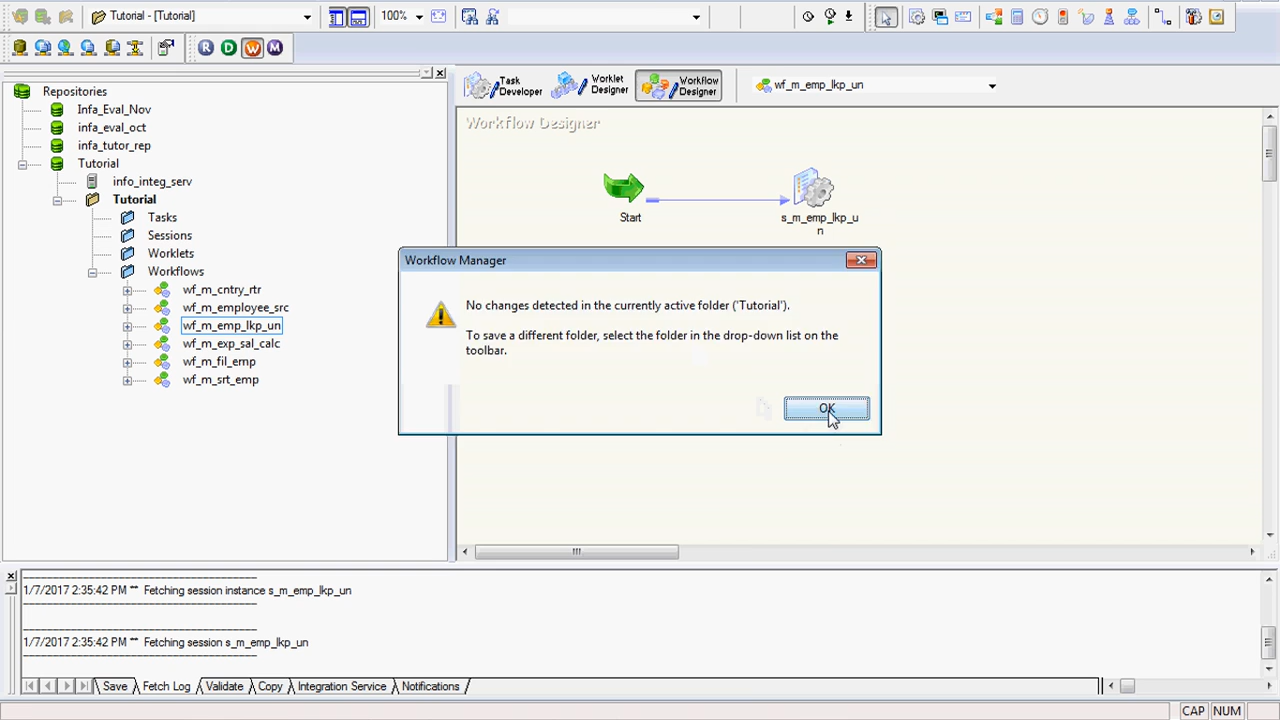 Tutorial - [Tutorial]
100%
R D W M
Repositories
Infa_Eval_Nov
infa_eval_oct
infa_tutor_rep
Tutorial
info_integ_serv
Tutorial
Tasks
Sessions
Worklets
Workflows
wf_m_cntry_rtr
wf_m_employee_src
wf_m_emp_lkp_un
wf_m_exp_sal_calc
wf_m_fil_emp
wf_m_srt_emp
Task
Developer
Worklet
Designer
Workflow
Designer
wf_m_emp_lkp_un
Workflow Designer
Start
s_m_emp_lkp_u
n
Workflow Manager
No changes detected in the currently active folder ('Tutorial').
To save a different folder, select the folder in the drop-down list on the
toolbar.
OK
1/7/2017 2:35:42 PM ** Fetching session instance s_m_emp_lkp_un
1/7/2017 2:35:42 PM ** Fetching session s_m_emp_lkp_un
Save Fetch Log Validate Copy Integration Service Notifications
CAP NUM